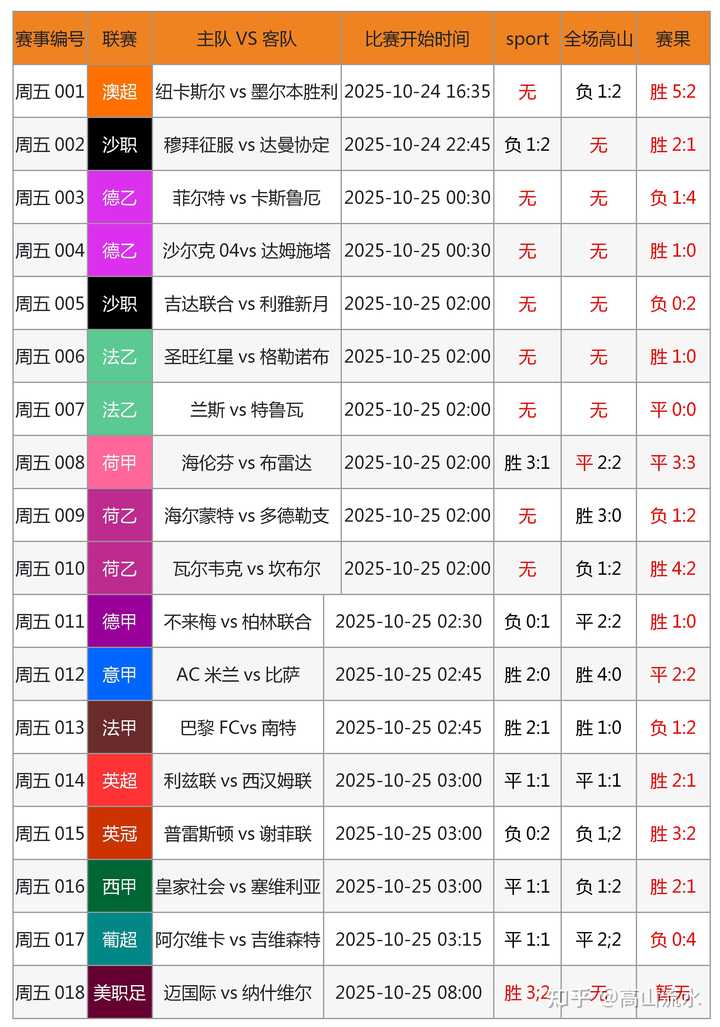 赛事编号 联赛 主队 VS 客队 比赛开始时间 sport 全场高山 赛果
周五 001 澳超 纽卡斯尔 vs 墨尔本胜利 2025-10-24 16:35 无 负 1:2 胜 5:2
周五 002 沙职 穆拜征服 vs 达曼协定 2025-10-24 22:45 负 1:2 无 胜 2:1
周五 003 德乙 菲尔特 vs 卡斯鲁厄 2025-10-25 00:30 无 无 负 1:4
周五 004 德乙 沙尔克 04vs 达姆施塔 2025-10-25 00:30 无 无 胜 1:0
周五 005 沙职 吉达联合 vs 利雅新月 2025-10-25 02:00 无 无 负 0:2
周五 006 法乙 圣旺红星 vs 格勒诺布 2025-10-25 02:00 无 无 胜 1:0
周五 007 法乙 兰斯 vs 特鲁瓦 2025-10-25 02:00 无 无 平 0:0
周五 008 荷甲 海伦芬 vs 布雷达 2025-10-25 02:00 胜 3:1 平 2:2 平 3:3
周五 009 荷乙 海尔蒙特 vs 多德勒支 2025-10-25 02:00 无 胜 3:0 负 1:2
周五 010 荷乙 瓦尔韦克 vs 坎布尔 2025-10-25 02:00 无 负 1:2 胜 4:2
周五 011 德甲 不来梅 vs 柏林联合 2025-10-25 02:30 负 0:1 平 2:2 胜 1:0
周五 012 意甲 AC 米兰 vs 比萨 2025-10-25 02:45 胜 2:0 胜 4:0 平 2:2
周五 013 法甲 巴黎 FCvs 南特 2025-10-25 02:45 胜 2:1 胜 1:0 负 1:2
周五 014 英超 利兹联 vs 西汉姆联 2025-10-25 03:00 平 1:1 平 1:1 胜 2:1
周五 015 英冠 普雷斯顿 vs 谢菲联 2025-10-25 03:00 负 0:2 负 1;2 胜 3:2
周五 016 西甲 皇家社会 vs 塞维利亚 2025-10-25 03:00 平 1:1 负 1:2 胜 2:1
周五 017 葡超 阿尔维卡 vs 吉维森特 2025-10-25 03:15 平 1:1 平 2;2 负 0:4
周五 018 美职足 迈国际 vs 纳什维尔 2025-10-25 08:00 胜 3;2 无 暂无
知乎 @高山流水